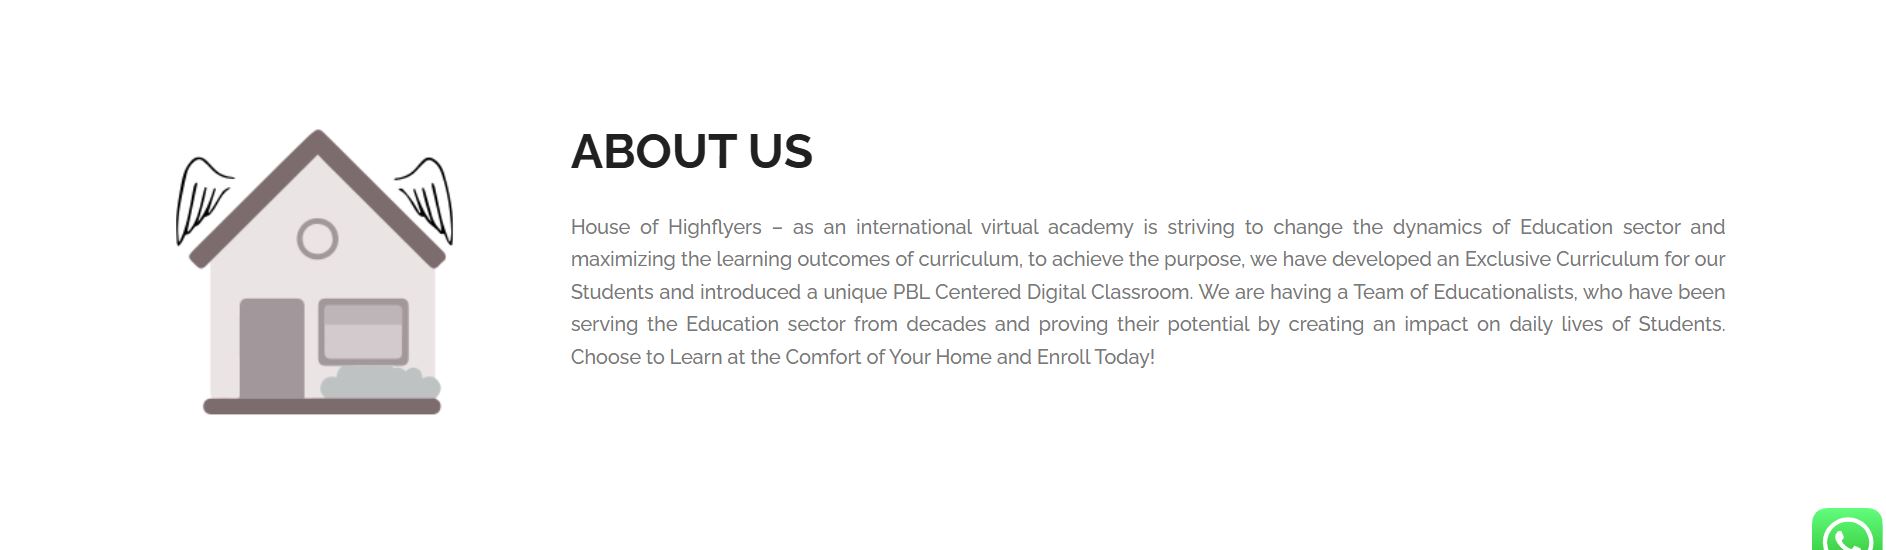 ABOUT US
House of Highflyers – as an international virtual academy is striving to change the dynamics of Education sector and
maximizing the learning outcomes of curriculum, to achieve the purpose, we have developed an Exclusive Curriculum for our
Students and introduced a unique PBL Centered Digital Classroom. We are having a Team of Educationalists, who have been
serving the Education sector from decades and proving their potential by creating an impact on daily lives of Students.
Choose to Learn at the Comfort of Your Home and Enroll Today!